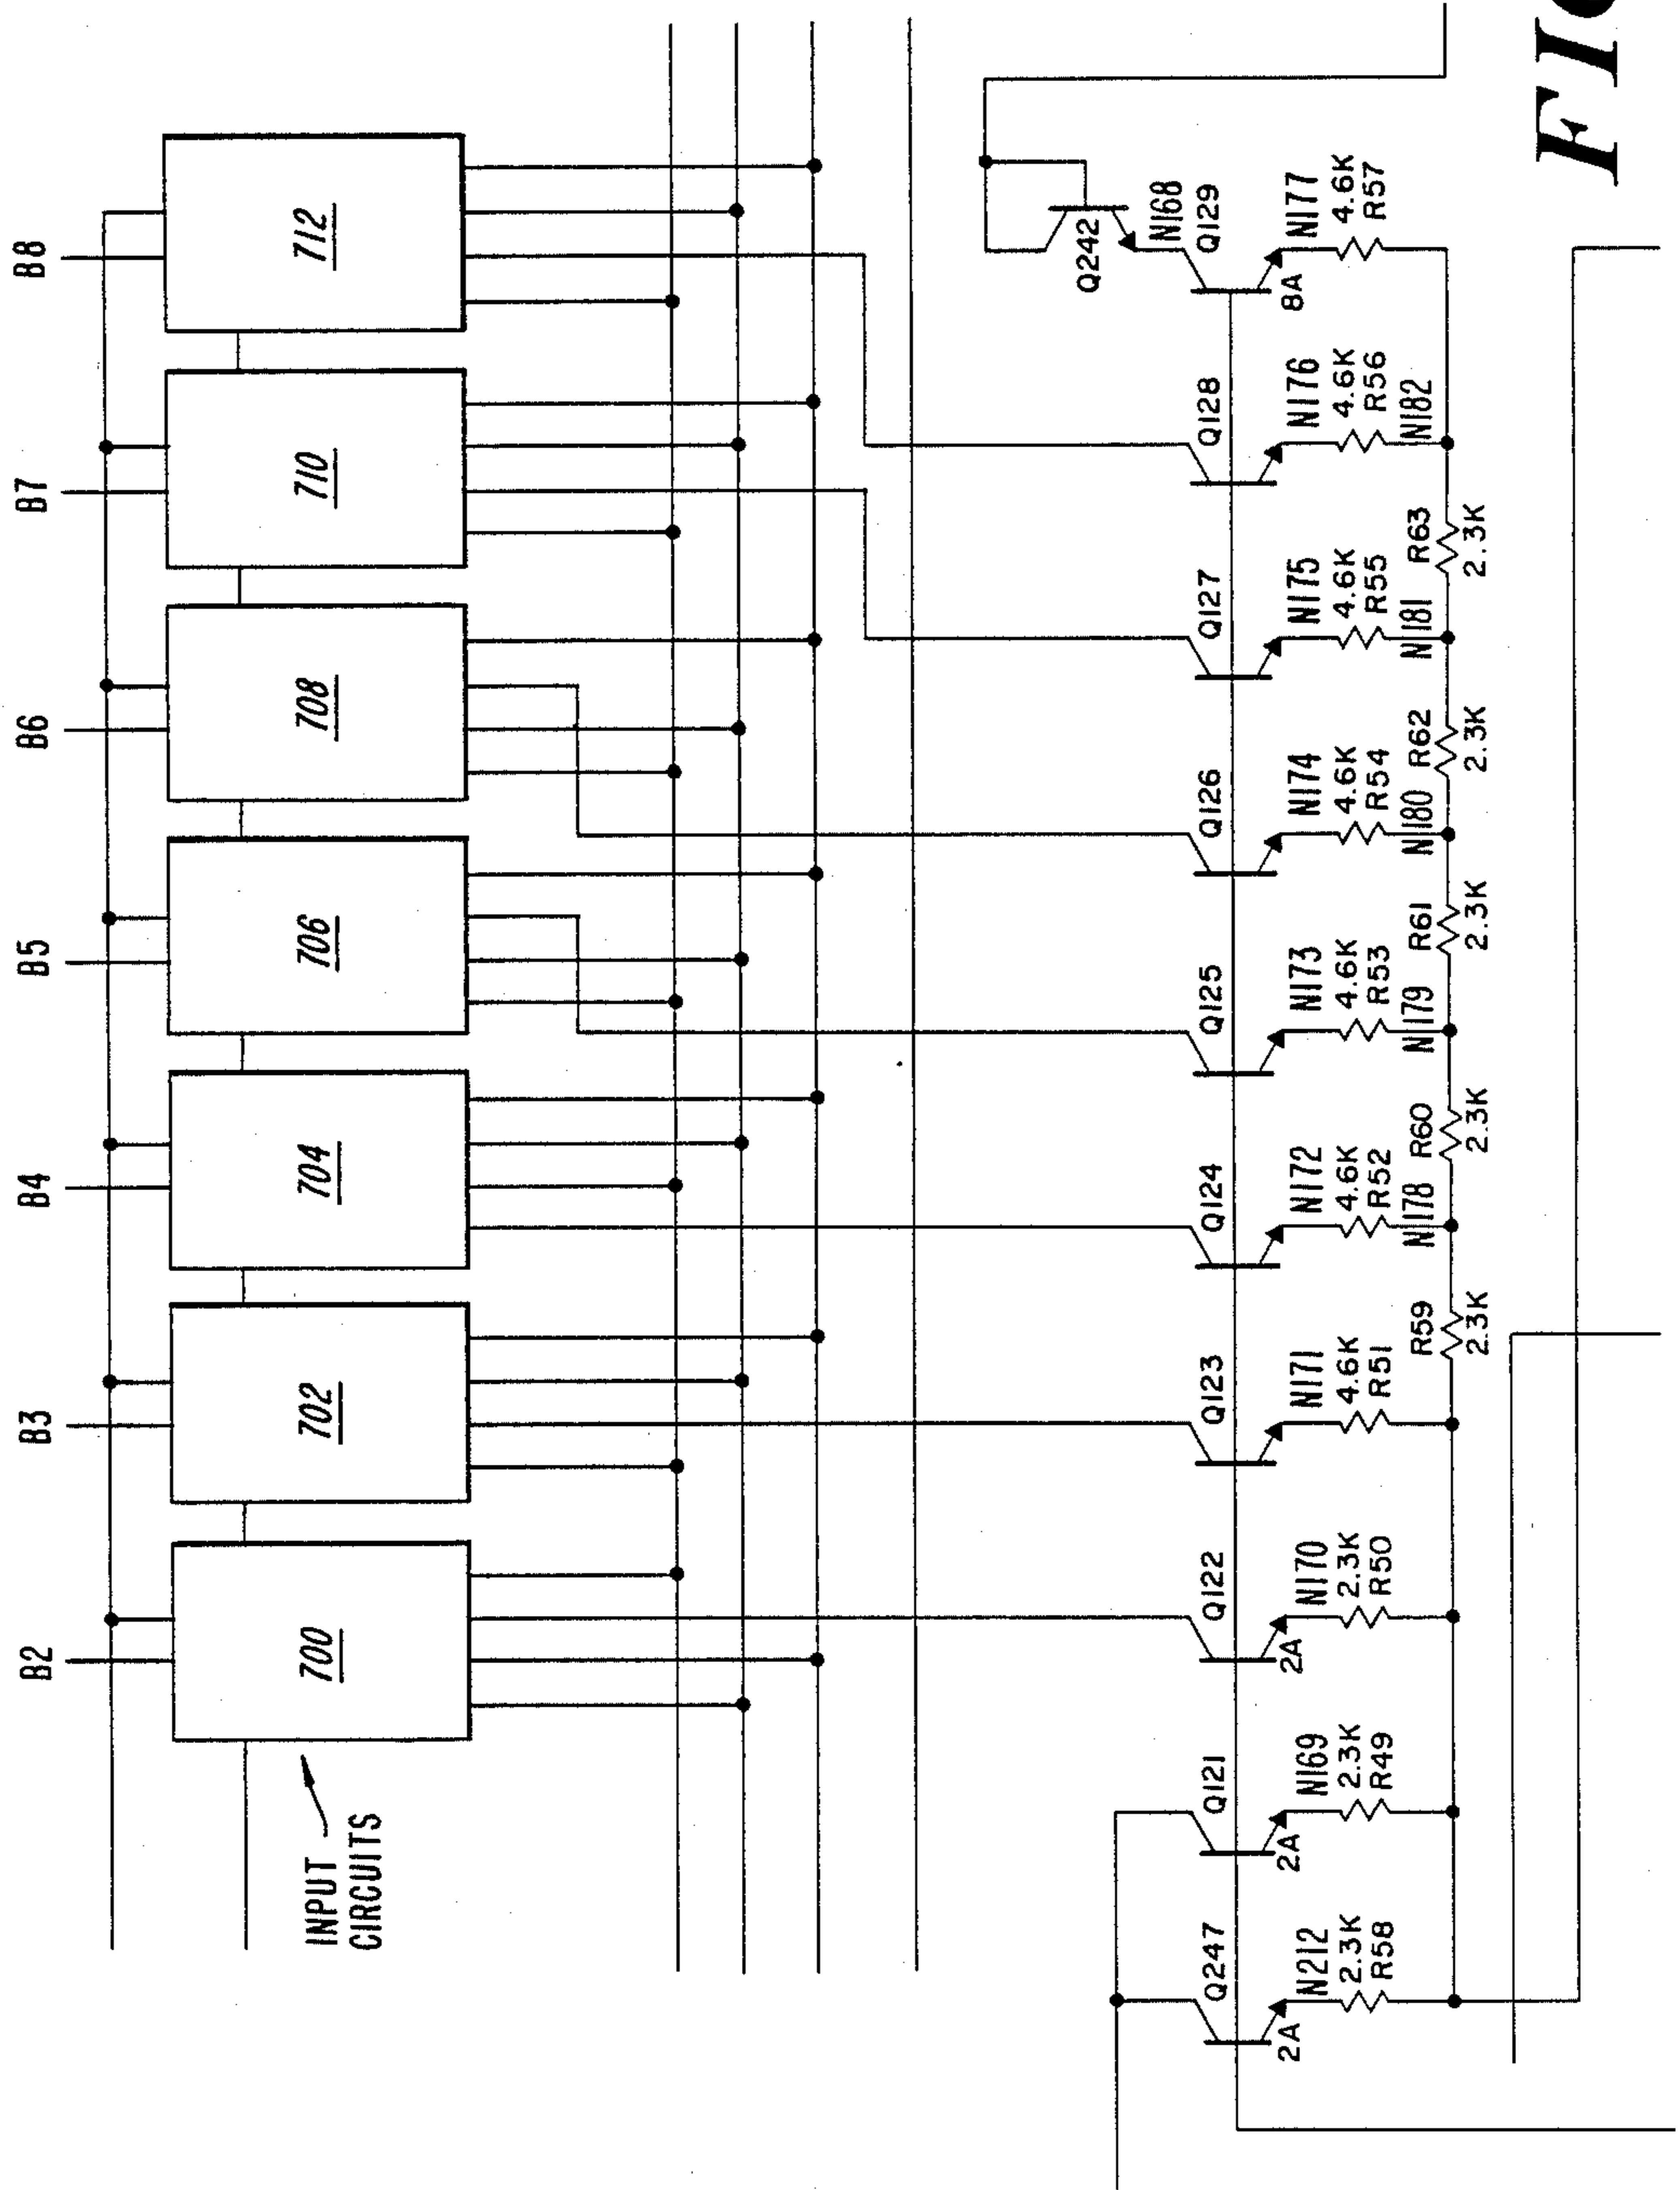 B2
B3
B4
B5
B6
B7
B8
700
702
704
706
708
710
712
INPUT
CIRCUITS
Q242
N168
Q247
Q121
Q122
Q123
Q124
Q125
Q126
Q127
Q128
Q129
2A
2A
2A
8A
N212
N169
N170
N171
N172
N173
N174
N175
N176
N177
2.3K
2.3K
2.3K
4.6K
4.6K
4.6K
4.6K
4.6K
4.6K
4.6K
R58
R49
R50
R51
R52
R53
R54
R55
R56
R57
N178
N179
N180
N181
N182
R59
R60
R61
R62
R63
2.3K
2.3K
2.3K
2.3K
2.3K
FIG